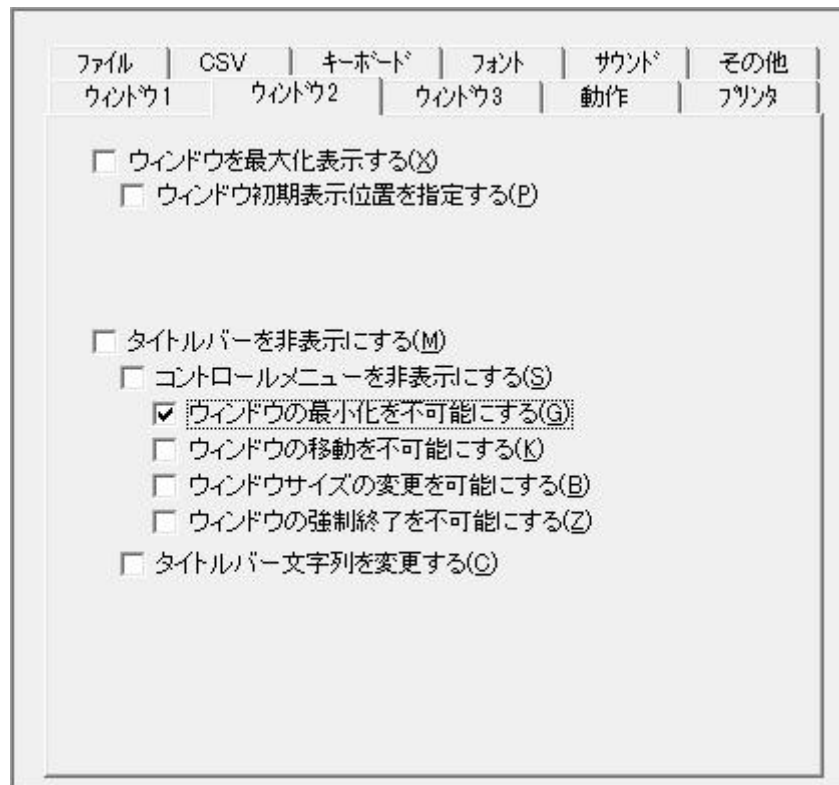 ファイル CSV キーボード フォント サウンド その他
ウィンドウ1 ウィンドウ2 ウィンドウ3 動作 プリンタ
ウィンドウを最大化表示する(X)
ウィンドウ初期表示位置を指定する(P)
タイトルバーを非表示にする(M)
コントロールメニューを非表示にする(S)
ウィンドウの最小化を不可能にする(G)
ウィンドウの移動を不可能にする(K)
ウィンドウサイズの変更を可能にする(B)
ウィンドウの強制終了を不可能にする(Z)
タイトルバー文字列を変更する(C)